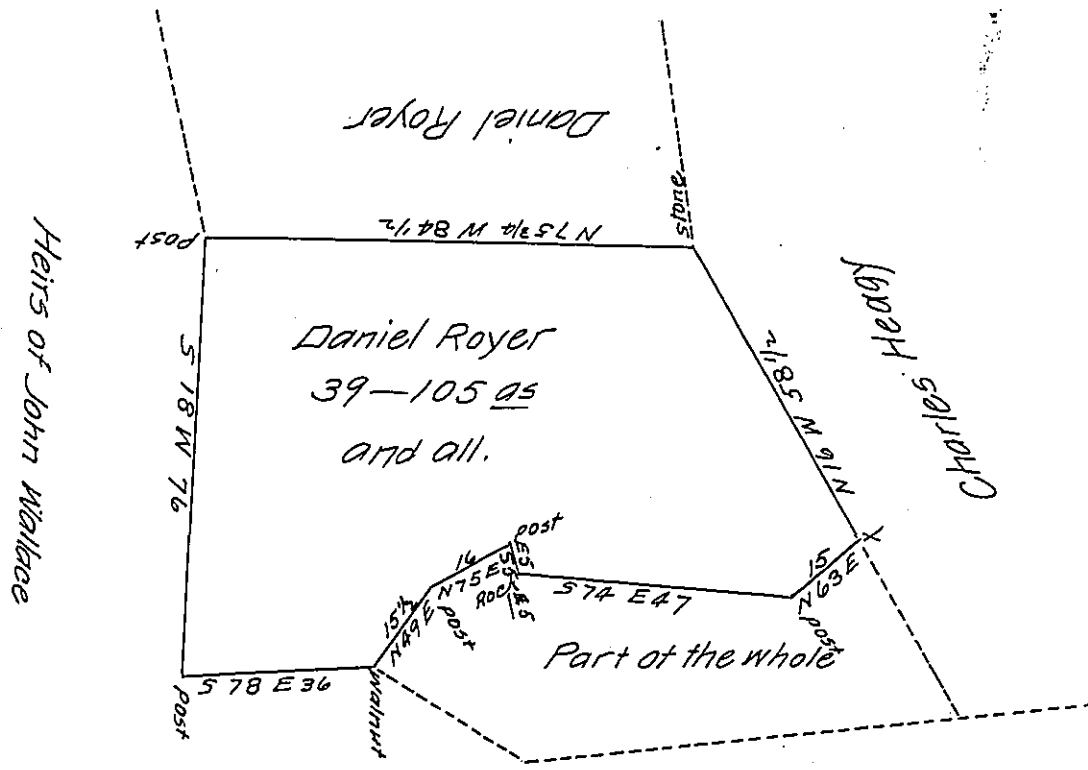 Daniel Royer
stone
N 75 3/4 W 84 1/2
Post
Heirs of John Wallace
S 18 W 76
Daniel Royer
39—105 as
and all.
N 16 W 58 1/2
Charles Heagy
X
15
N 63 E
Post
S 74 E 47
post
16
N 75 E
post
15 1/2
N 49 E
Walnut
S 78 E 36
Post
Part of the whole